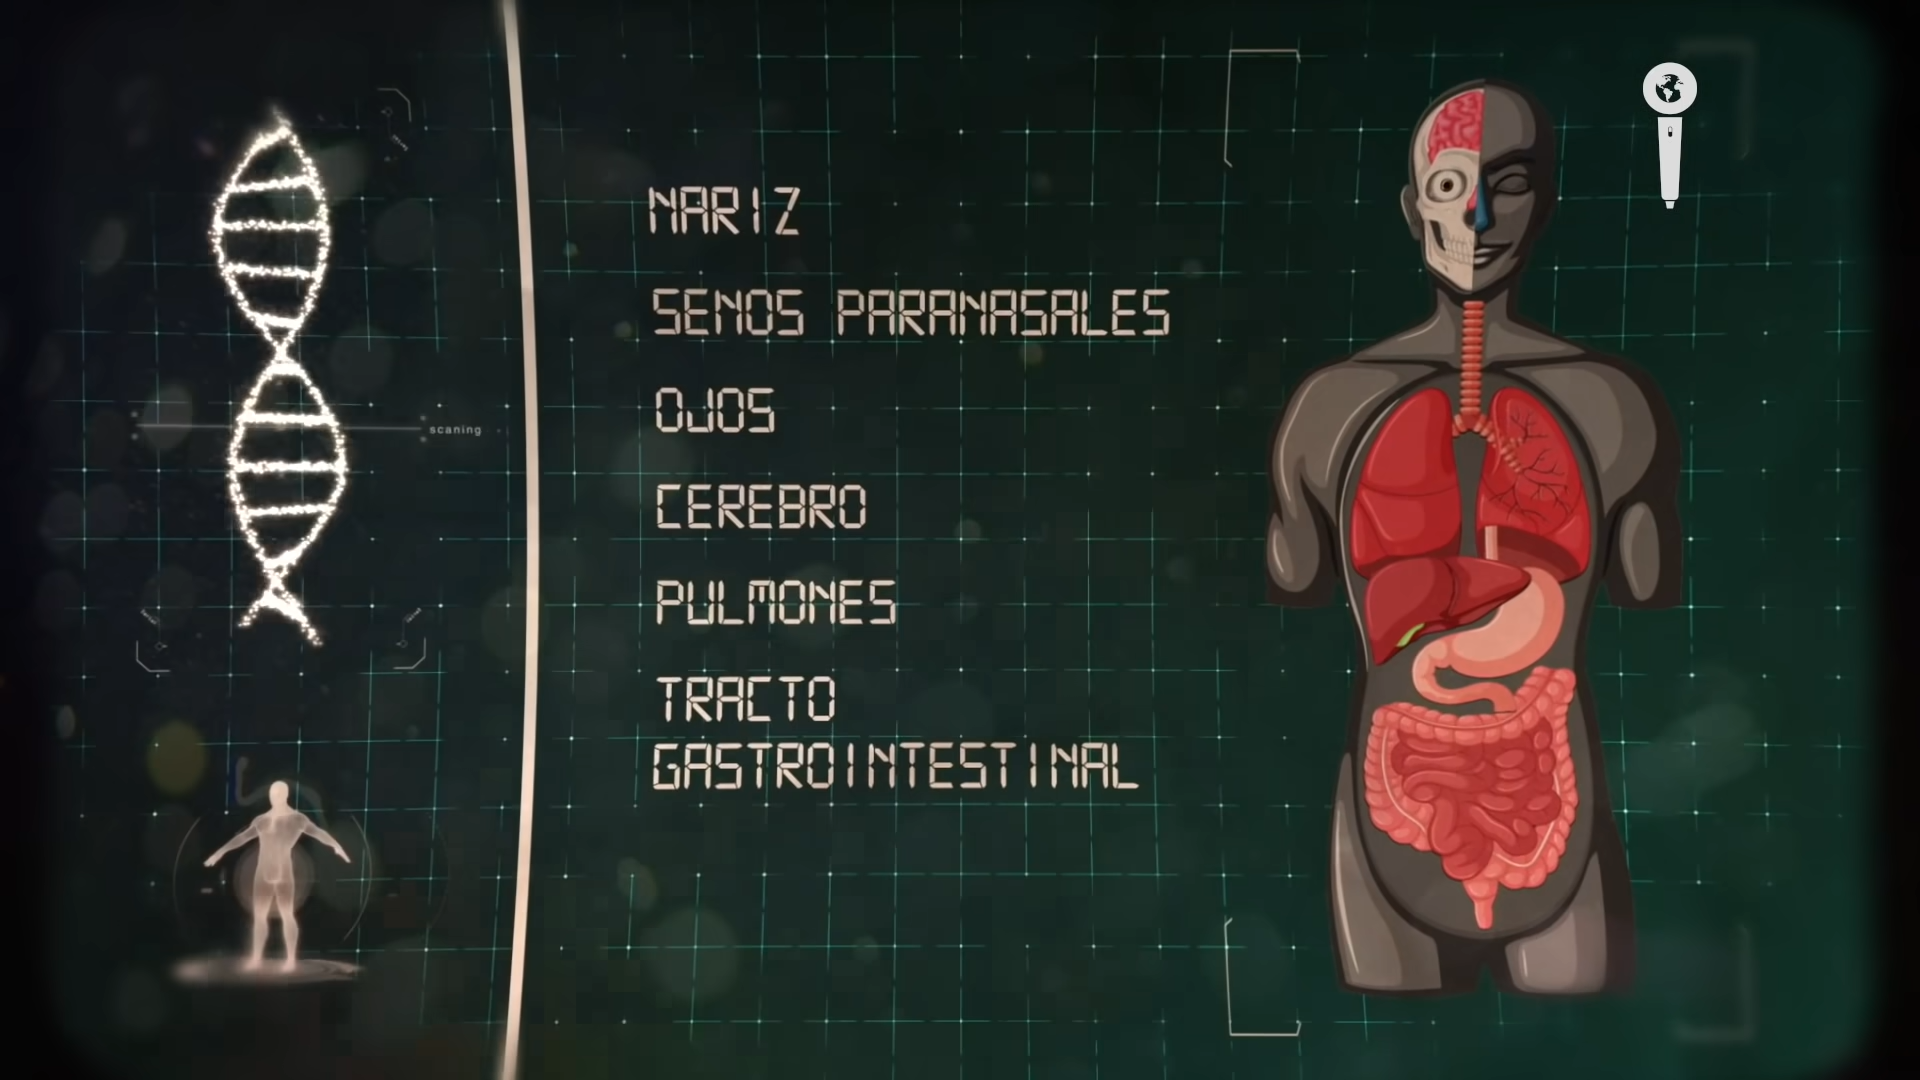 NARIZ
SENOS PARANASALES
OJOS
CEREBRO
PULMONES
TRACTO
GASTROINTESTINAL
scaning